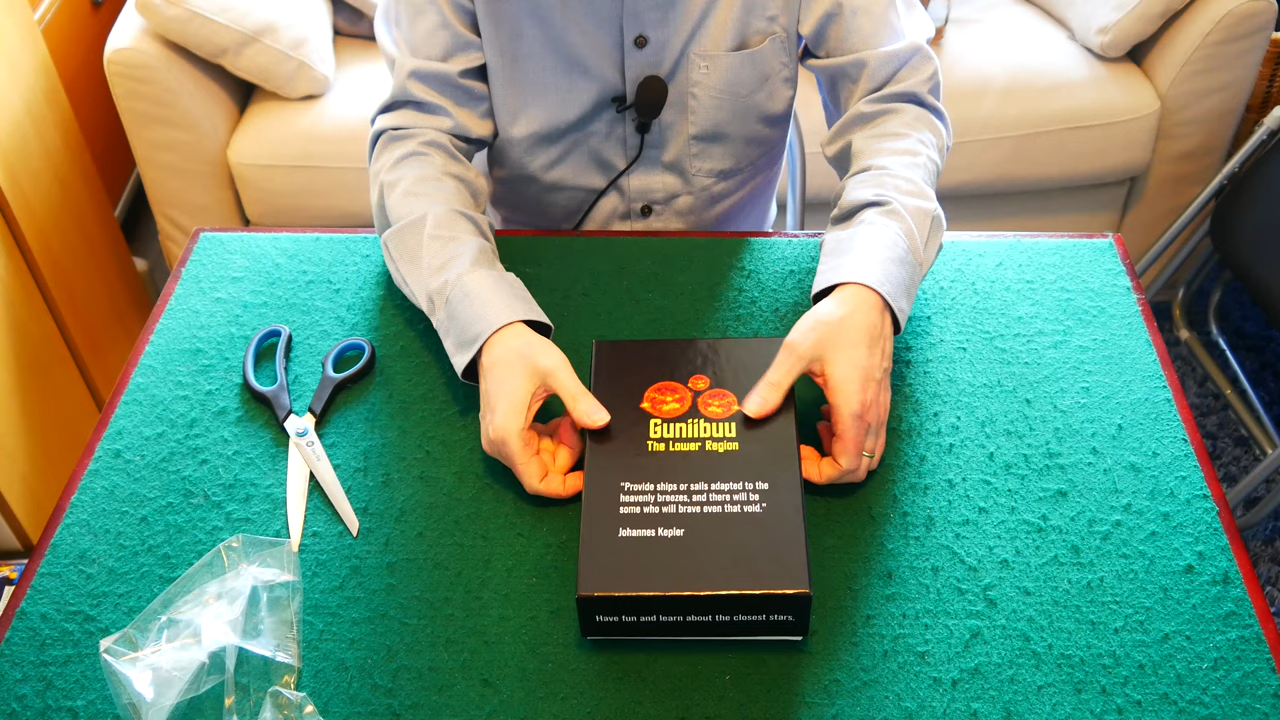 Guniibuu
The Lower Region
"Provide ships or sails adapted to the
heavenly breezes, and there will be
some who will brave even that void."
Johannes Kepler
Have fun and learn about the closest stars.